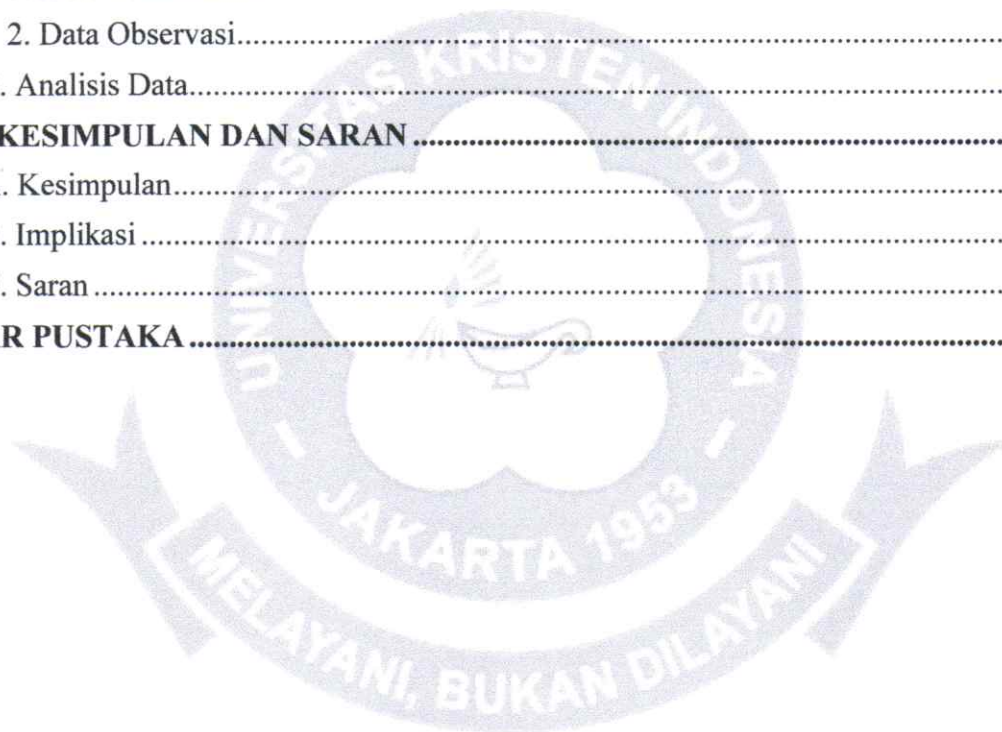 2. Data Observasi..........
. Analisis Data..........
KESIMPULAN DAN SARAN ..........
. Kesimpulan..........
. Implikasi ..........
. Saran ..........
R PUSTAKA ..........
UNIVERSITAS KRISTEN INDONESIA
– JAKARTA 1953 –
MELAYANI, BUKAN DILAYANI